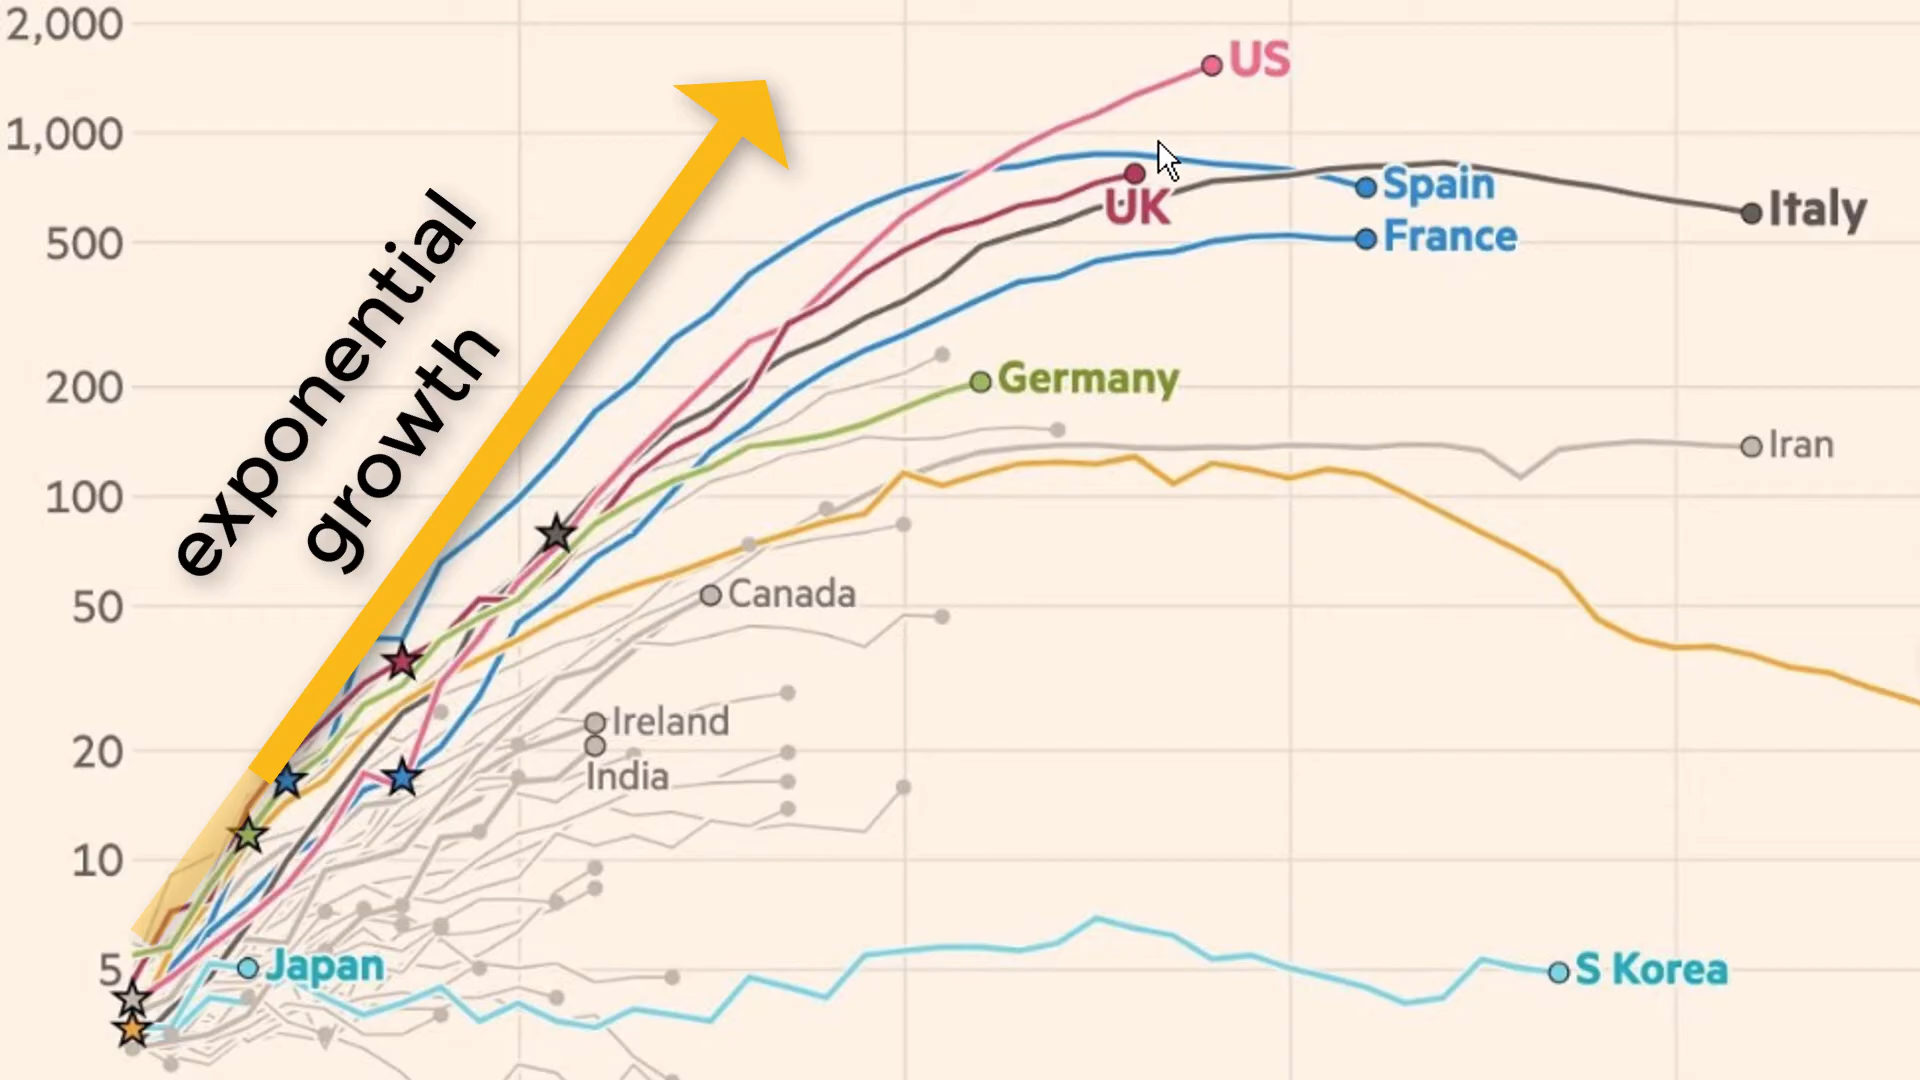 2,000
US
1,000
Spain
Italy
UK
500
France
exponential
growth
Germany
200
Iran
100
Canada
50
Ireland
20
India
10
5
Japan
S Korea